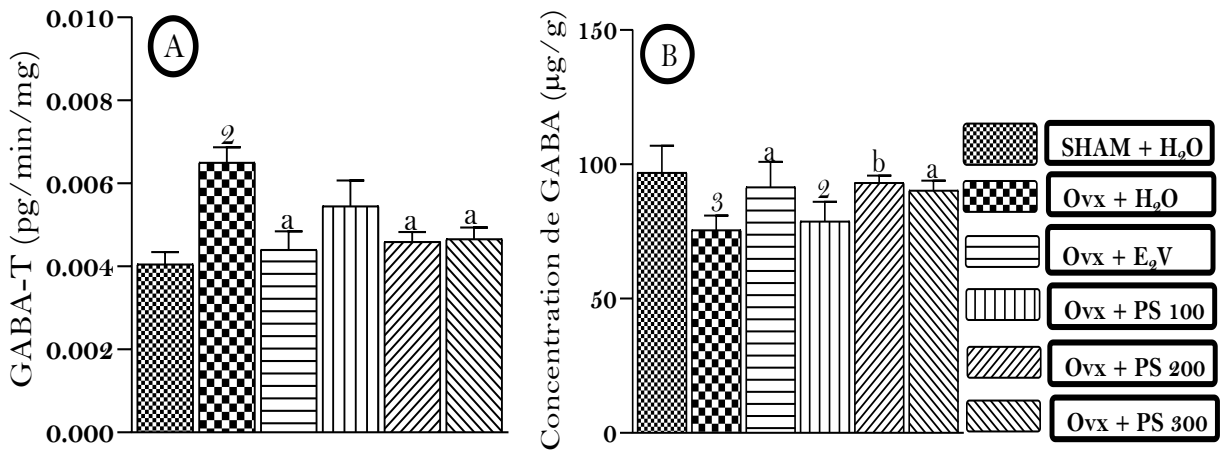 A
GABA-T (pg/min/mg)
0.010
0.008
0.006
0.004
0.002
0.000
2
a
a
a
B
Concentration de GABA (µg/g)
150
100
50
0
3
a
2
b
a
SHAM + H₂O
Ovx + H₂O
Ovx + E₂V
Ovx + PS 100
Ovx + PS 200
Ovx + PS 300